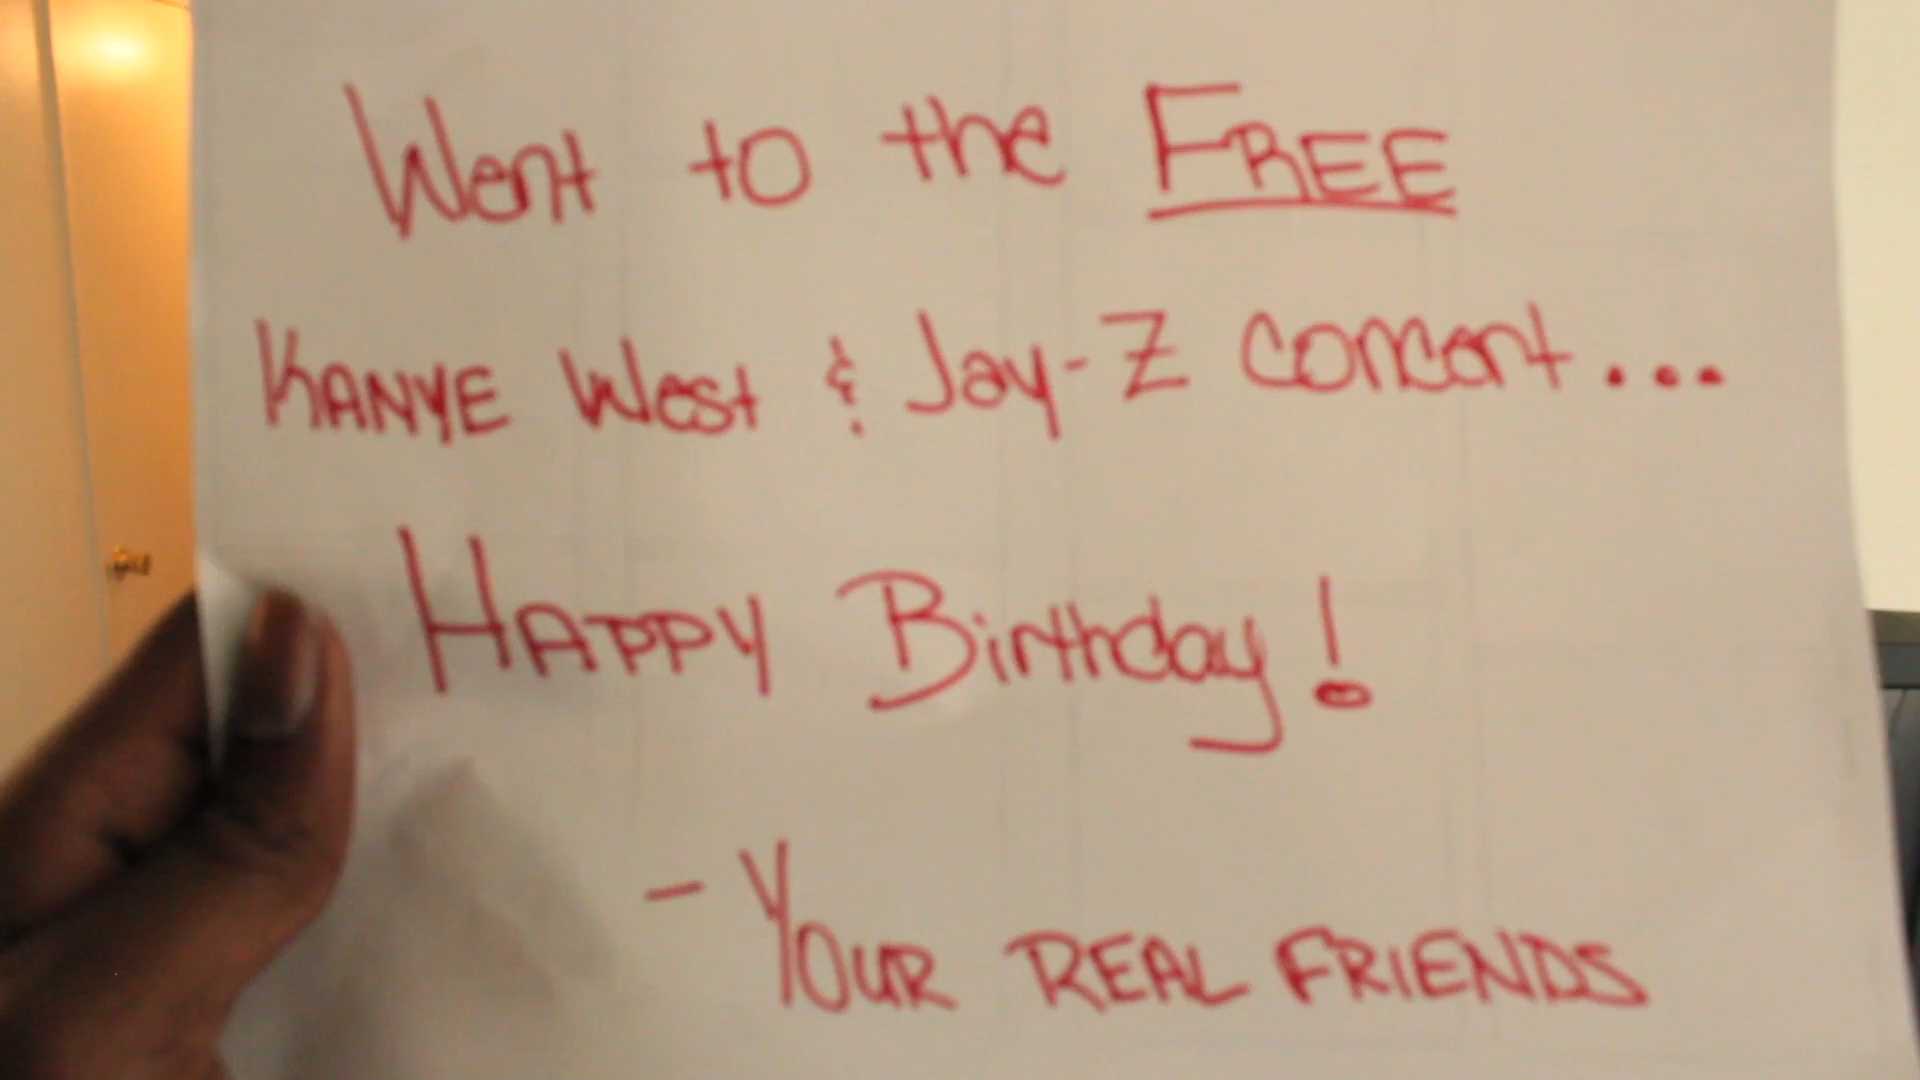 Went to the FREE
KANYE West & Jay-Z concert...
HAPPY Birthday!
- YOUR REAL FRIENDS